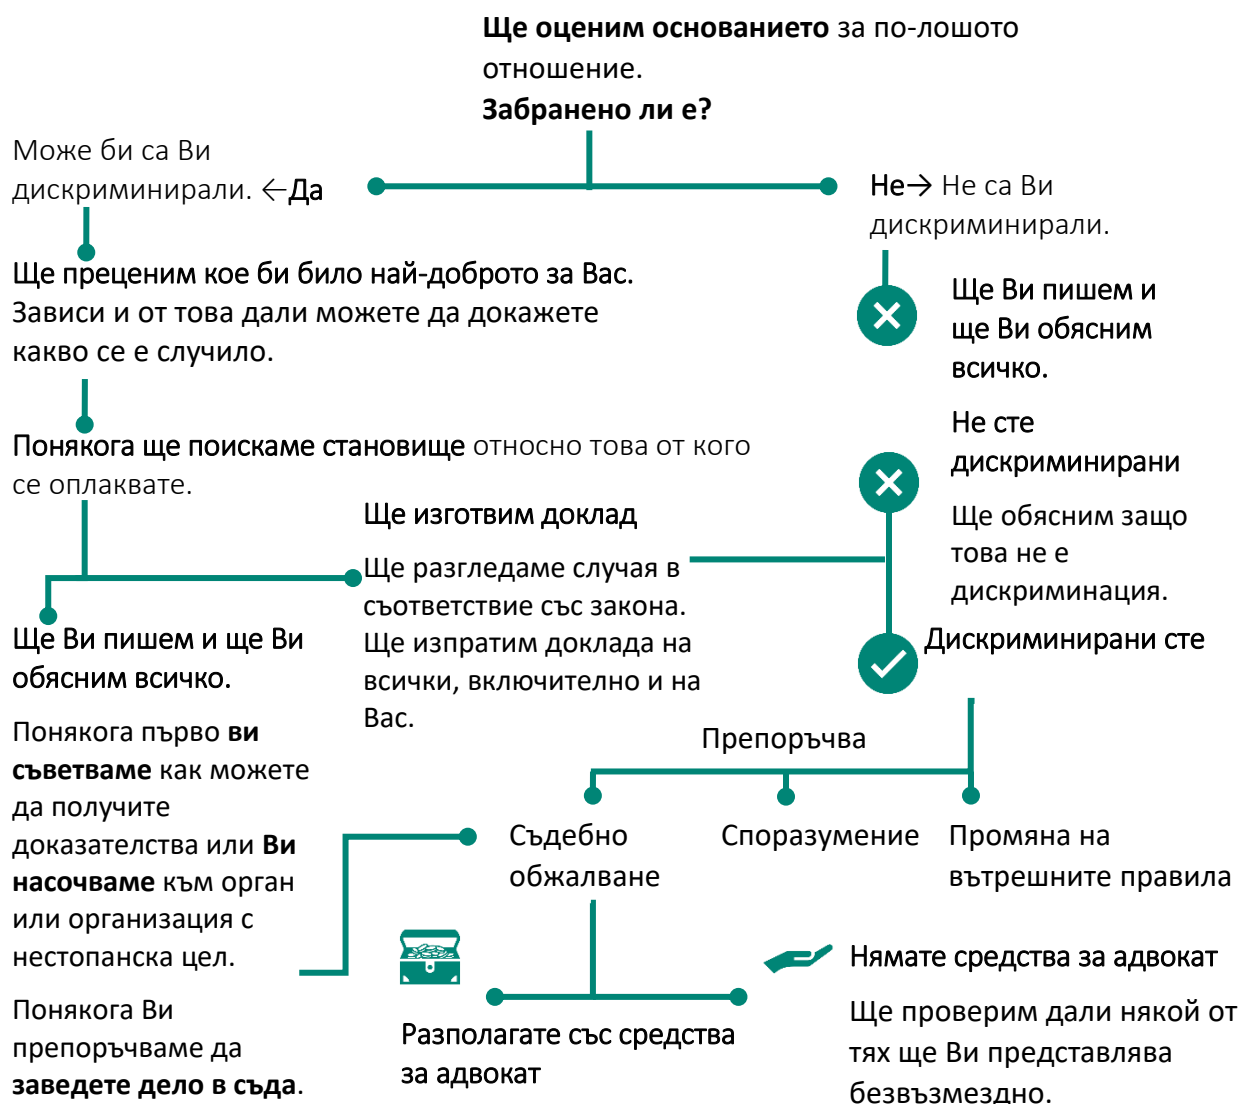 Ще оценим основанието за по-лошото
отношение.
Забранено ли е?
Може би са Ви
дискриминирали. ←Да
Не→ Не са Ви
дискриминирали.
Ще преценим кое би било най-доброто за Вас.
Зависи и от това дали можете да докажете
какво се е случило.
Ще Ви пишем и
ще Ви обясним
всичко.
Понякога ще поискаме становище относно това от кого
се оплаквате.
Не сте
дискриминирани
Ще обясним защо
това не е
дискриминация.
Ще изготвим доклад
Ще разгледаме случая в
съответствие със закона.
Ще изпратим доклада на
всички, включително и на
Вас.
Дискриминирани сте
Ще Ви пишем и ще Ви
обясним всичко.
Понякога първо ви
съветваме как можете
да получите
доказателства или Ви
насочваме към орган
или организация с
нестопанска цел.
Понякога Ви
препоръчваме да
заведете дело в съда.
Препоръчва
Съдебно
обжалване
Споразумение
Промяна на
вътрешните правила
Разполагате със средства
за адвокат
Нямате средства за адвокат
Ще проверим дали някой от
тях ще Ви представлява
безвъзмездно.